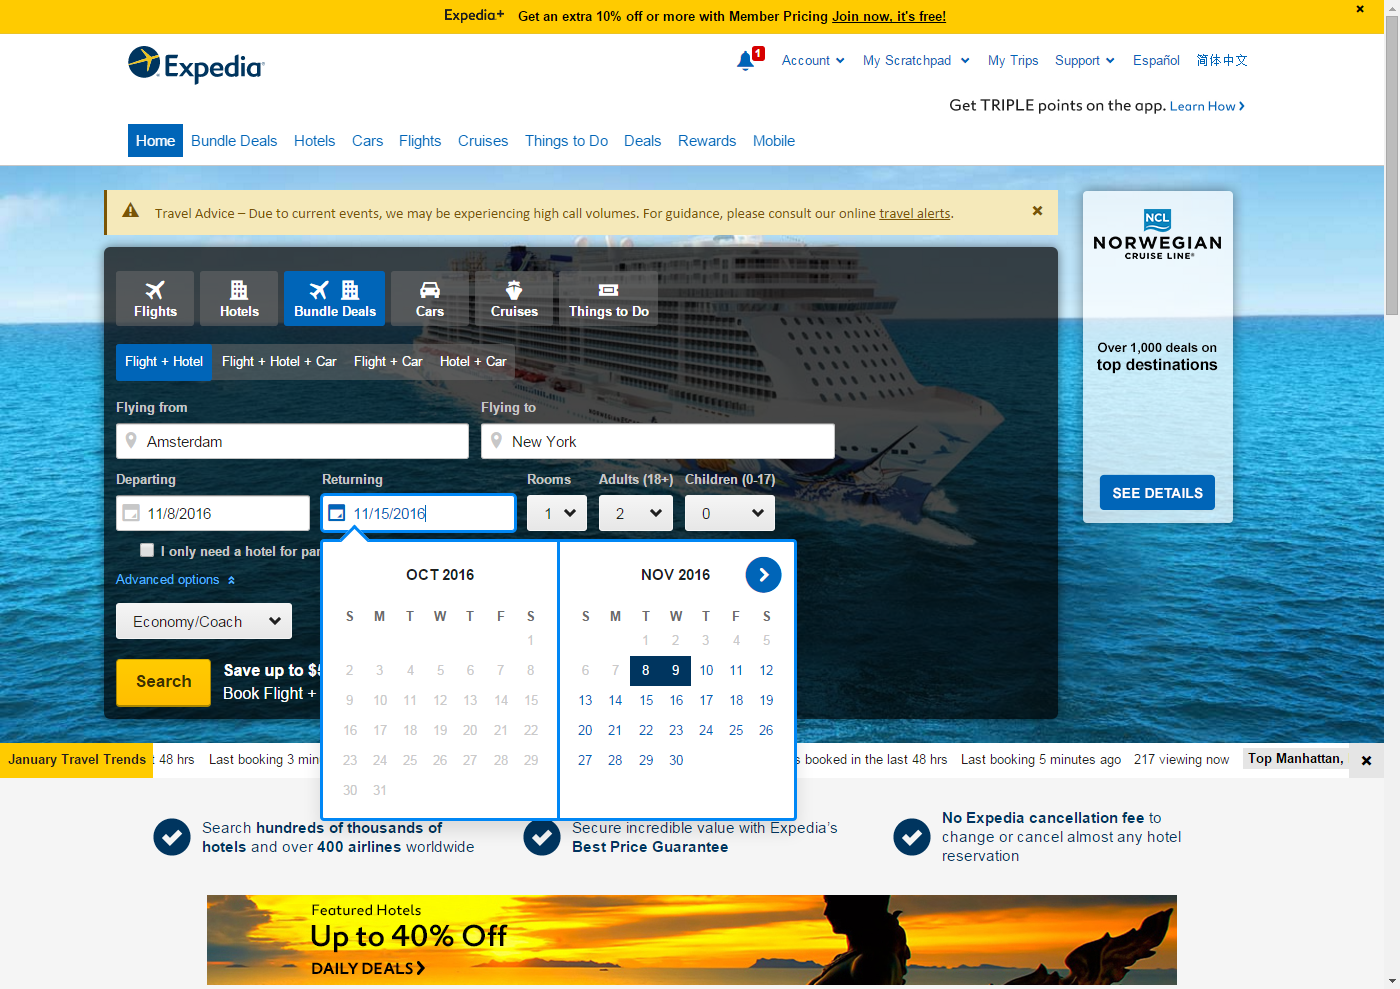 Expedia+ Get an extra 10% off or more with Member Pricing Join now, it's free!
Expedia
1 Account My Scratchpad My Trips Support Español 简体中文
Get TRIPLE points on the app. Learn How
Home Bundle Deals Hotels Cars Flights Cruises Things to Do Deals Rewards Mobile
Travel Advice – Due to current events, we may be experiencing high call volumes. For guidance, please consult our online travel alerts.
NCL
NORWEGIAN
CRUISE LINE®
Over 1,000 deals on
top destinations
SEE DETAILS
Flights Hotels Bundle Deals Cars Cruises Things to Do
Flight + Hotel Flight + Hotel + Car Flight + Car Hotel + Car
Flying from Flying to
Amsterdam New York
Departing Returning Rooms Adults (18+) Children (0-17)
11/8/2016 11/15/2016 1 2 0
I only need a hotel for par
Advanced options
Economy/Coach
Search
Save up to $
Book Flight +
OCT 2016
S M T W T F S
1
2 3 4 5 6 7 8
9 10 11 12 13 14 15
16 17 18 19 20 21 22
23 24 25 26 27 28 29
30 31
NOV 2016
S M T W T F S
1 2 3 4 5
6 7 8 9 10 11 12
13 14 15 16 17 18 19
20 21 22 23 24 25 26
27 28 29 30
January Travel Trends 48 hrs Last booking 3 min s booked in the last 48 hrs Last booking 5 minutes ago 217 viewing now Top Manhattan,
Search hundreds of thousands of
hotels and over 400 airlines worldwide
Secure incredible value with Expedia's
Best Price Guarantee
No Expedia cancellation fee to
change or cancel almost any hotel
reservation
Featured Hotels
Up to 40% Off
DAILY DEALS